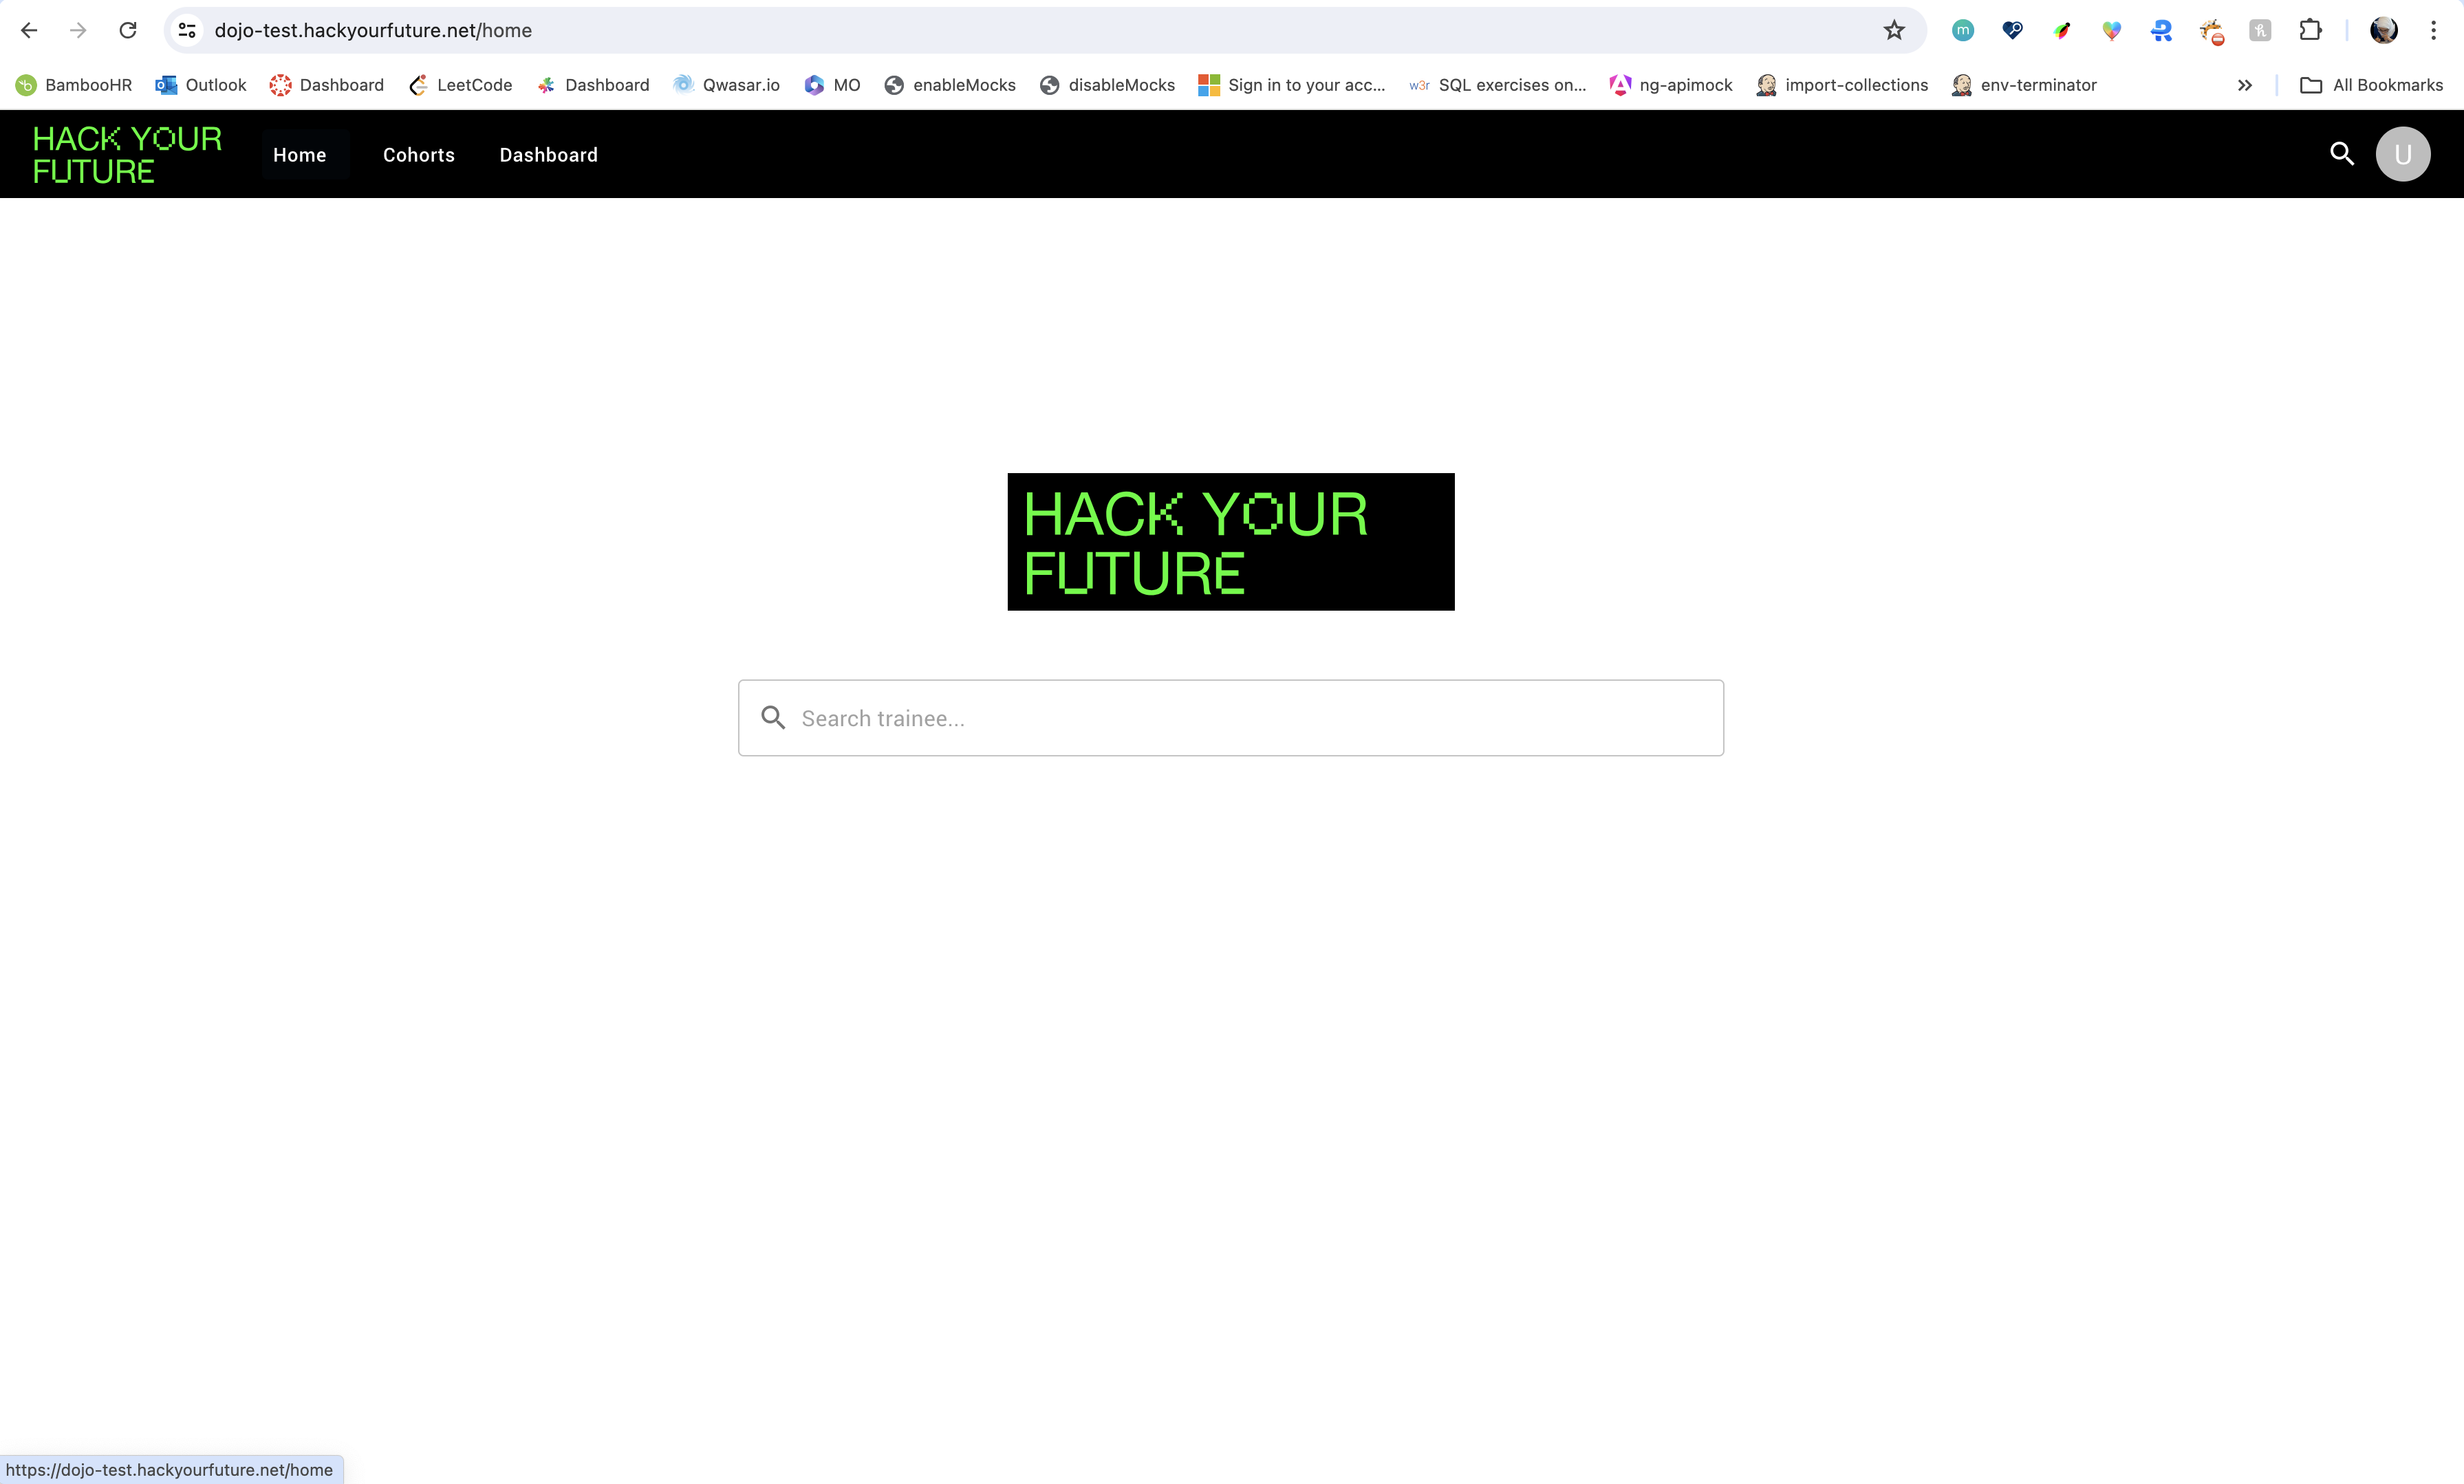 dojo-test.hackyourfuture.net/home
BambooHR Outlook Dashboard LeetCode Dashboard Qwasar.io MO enableMocks disableMocks Sign in to your acc... w3r SQL exercises on... ng-apimock import-collections env-terminator All Bookmarks
HACK YOUR
FUTURE
Home Cohorts Dashboard
U
HACK YOUR
FUTURE
Search trainee...
https://dojo-test.hackyourfuture.net/home